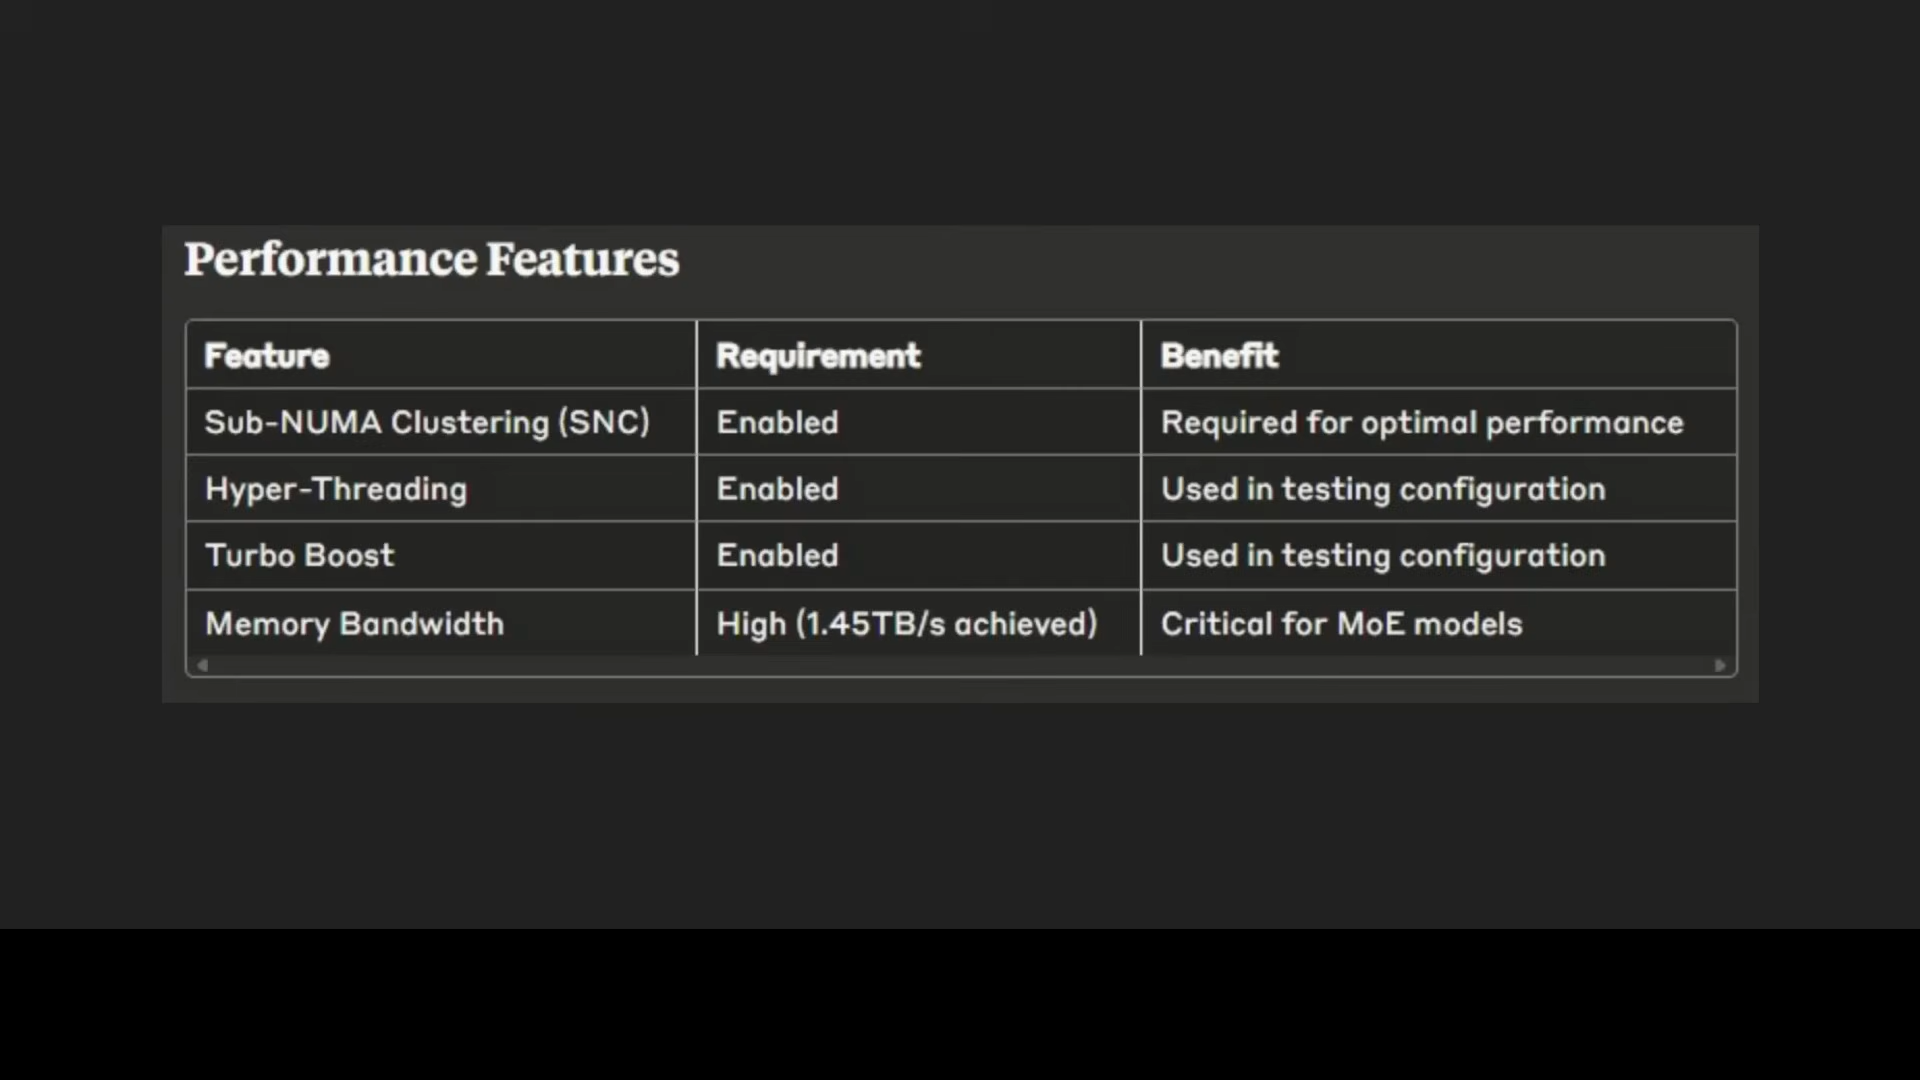 Performance Features
Feature Requirement Benefit
Sub-NUMA Clustering (SNC) Enabled Required for optimal performance
Hyper-Threading Enabled Used in testing configuration
Turbo Boost Enabled Used in testing configuration
Memory Bandwidth High (1.45TB/s achieved) Critical for MoE models